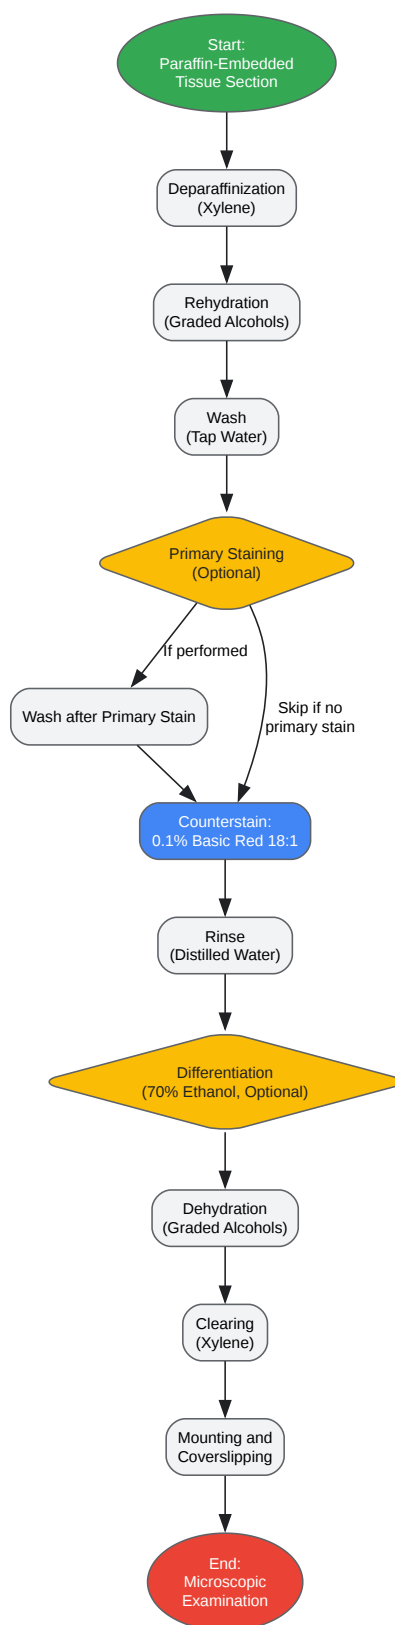 Start:
Paraffin-Embedded
Tissue Section
Deparaffinization
(Xylene)
Rehydration
(Graded Alcohols)
Wash
(Tap Water)
Primary Staining
(Optional)
If performed
Wash after Primary Stain
Skip if no
primary stain
Counterstain:
0.1% Basic Red 18:1
Rinse
(Distilled Water)
Differentiation
(70% Ethanol, Optional)
Dehydration
(Graded Alcohols)
Clearing
(Xylene)
Mounting and
Coverslipping
End:
Microscopic
Examination